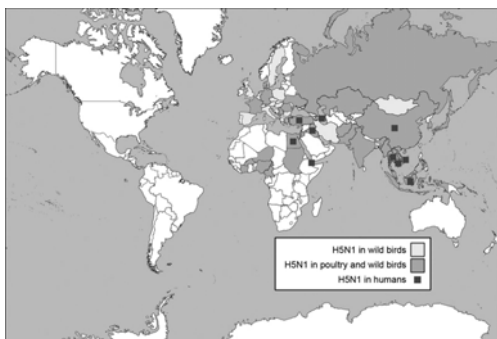 H5N1 in wild birds
H5N1 in poultry and wild birds
H5N1 in humans